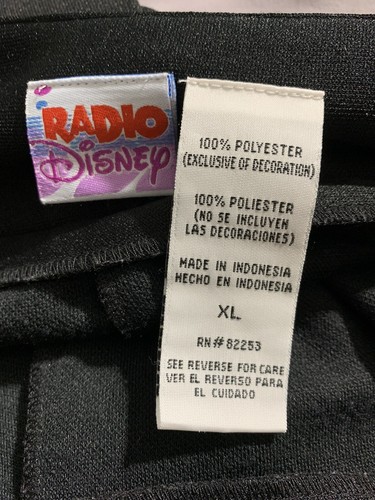 RADIO
Disney
100% POLYESTER
(EXCLUSIVE OF DECORATION)
100% POLIESTER
(NO SE INCLUYEN
LAS DECORACIONES)
MADE IN INDONESIA
HECHO EN INDONESIA
XL
RN#82253
SEE REVERSE FOR CARE
VER EL REVERSO PARA
EL CUIDADO